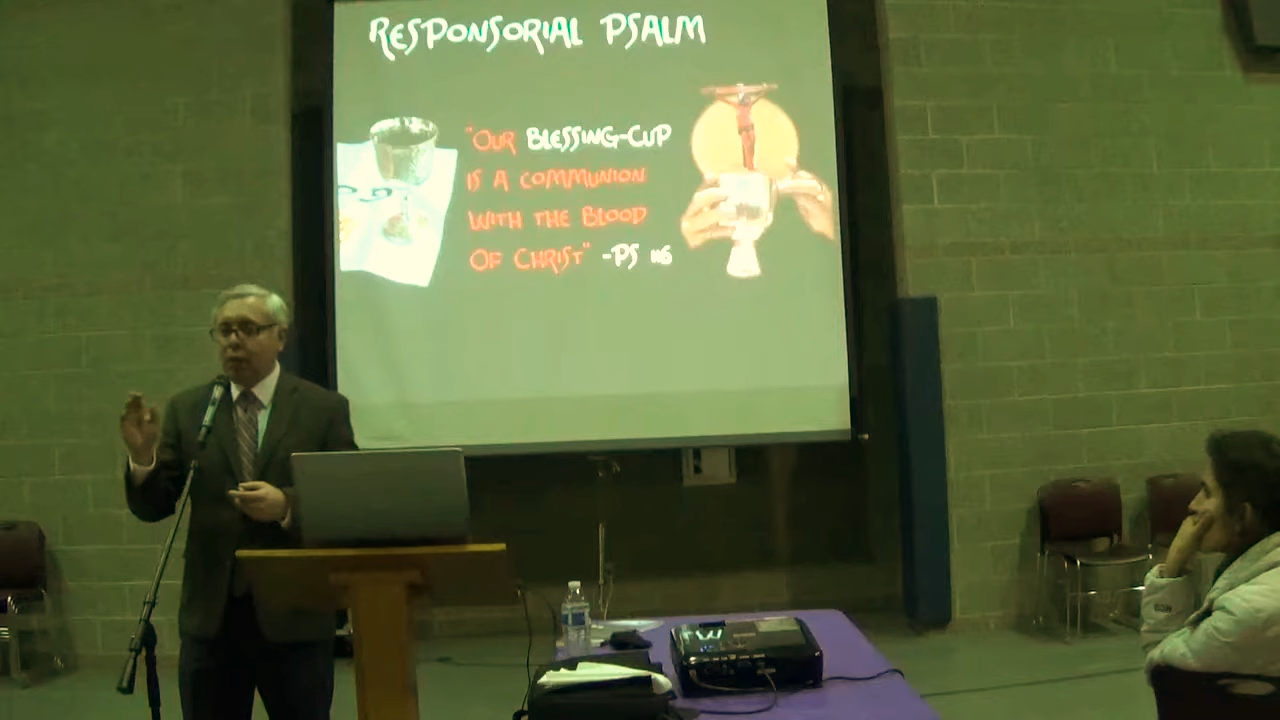 RESPONSORIAL PSALM
"OUR BLESSING-CUP
IS A COMMUNION
WITH THE BLOOD
OF CHRIST" -PS 116